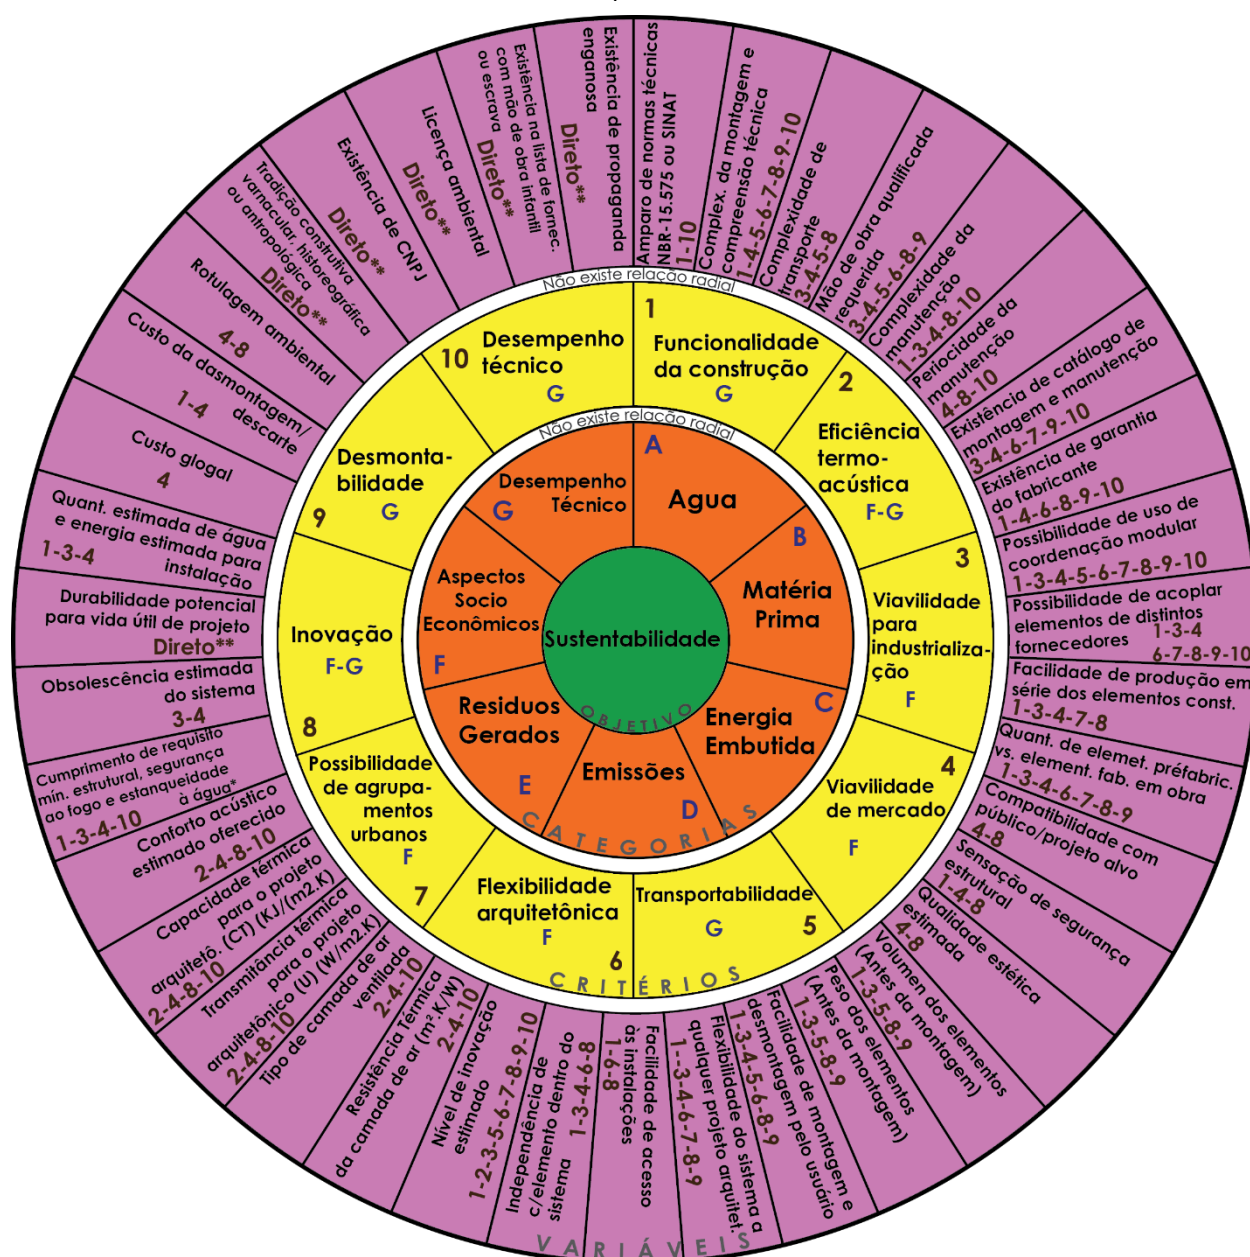 Sustentabilidade
OBJETIVO
A
Agua
B
Matéria
Prima
C
Energia
Embutida
D
Emissões
E
Residuos
Gerados
F
Aspectos
Socio
Econômicos
G
Desempenho
Técnico
CATEGORIAS
Não existe relação radial
1
Funcionalidade
da construção
G
2
Eficiência
termo-
acústica
F-G
3
Viavilidade
para
industrializa-
ção
F
4
Viavilidade
de mercado
F
5
Transportabilidade
G
6
Flexibilidade
arquitetônica
F
7
Possibilidade
de agrupa-
mentos
urbanos
F
8
Inovação
F-G
9
Desmonta-
bilidade
G
10
Desempenho
técnico
G
CRITÉRIOS
Não existe relação radial
Amparo de normas técnicas
NBR-15.575 ou SINAT
1-10
Complex. da montagem e
compreensão técnica
1-4-5-6-7-8-9-10
Complexidade de
transporte
3-4-5-8
Mão de obra qualificada
requerida
3-4-5-6-8-9
Complexidade da
manutenção
1-3-4-8-10
Periocidade da
manutenção
4-8-10
Existência de catálogo de
montagem e manutenção
3-4-6-7-9-10
Existência de garantia
do fabricante
1-4-6-8-9-10
Possibilidade de uso de
coordenação modular
1-3-4-5-6-7-8-9-10
Possibilidade de acoplar
elementos de distintos
fornecedores 1-3-4
6-7-8-9-10
Facilidade de produção em
série dos elementos const.
1-3-4-7-8
Quant. de elemet. préfabric.
vs. element. fab. em obra
1-3-4-6-7-8-9
Compatibilidade com
público/projeto alvo
4-8
Sensação de segurança
estrutural
1-4-8
Qualidade estética
estimada
4-8
Volumen dos elementos
(Antes da montagem)
1-3-5-8-9
Peso dos elementos
(Antes da montagem)
1-3-5-8-9
Facilidade de montagem e
desmontagem pelo usuário
1-3-4-5-6-8-9
Flexibilidade do sistema a
qualquer projeto arquitet.
1--3-4-6-7-8-9
Facilidade de acesso
às instalações
1-6-8
Independência de
c/elemento dentro do
sistema 1-3-4-6-8
Nível de inovação
estimado
1-2-3-5-6-7-8-9-10
Resistência Térmica
da camada de ar (m² K/W)
2-4-10
Tipo de camada de ar
ventilada
2-4-10
Transmitância térmica
para o projeto
arquitetônico (U) (W/m2.K)
2-4-8-10
Capacidade térmica
para o projeto
arquitetô. (CT) (KJ/(m2.K)
2-4-8-10
Conforto acústico
estimado oferecido
2-4-8-10
Cumprimento de requisito
mín. estrutural, segurança
ao fogo e estanqueidade
à água*
1-3-4-10
Obsolescência estimada
do sistema
3-4
Durabilidade potencial
para vida útil de projeto
Direto**
Quant. estimada de água
e energia estimada para
instalação
1-3-4
Custo glogal
4
Custo da dasmontagem/
descarte
1-4
Rotulagem ambiental
4-8
Tradição construtiva
varnacular, historeográfica
ou antropológica
Direto**
Existência de CNPJ
Direto**
Licença ambiental
Direto**
Existência na lista de fornec.
com mão de obra infantil
ou escrava
Direto**
Existência de propaganda
enganosa
Direto**
VARIÁVEIS